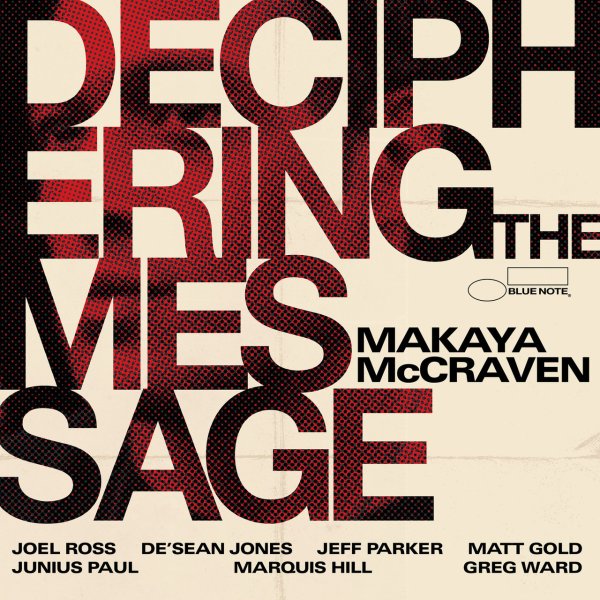 DECIPH
ERING THE
MES
SAGE
BLUE NOTE®
MAKAYA
McCRAVEN
JOEL ROSS DE'SEAN JONES JEFF PARKER MATT GOLD
JUNIUS PAUL MARQUIS HILL GREG WARD